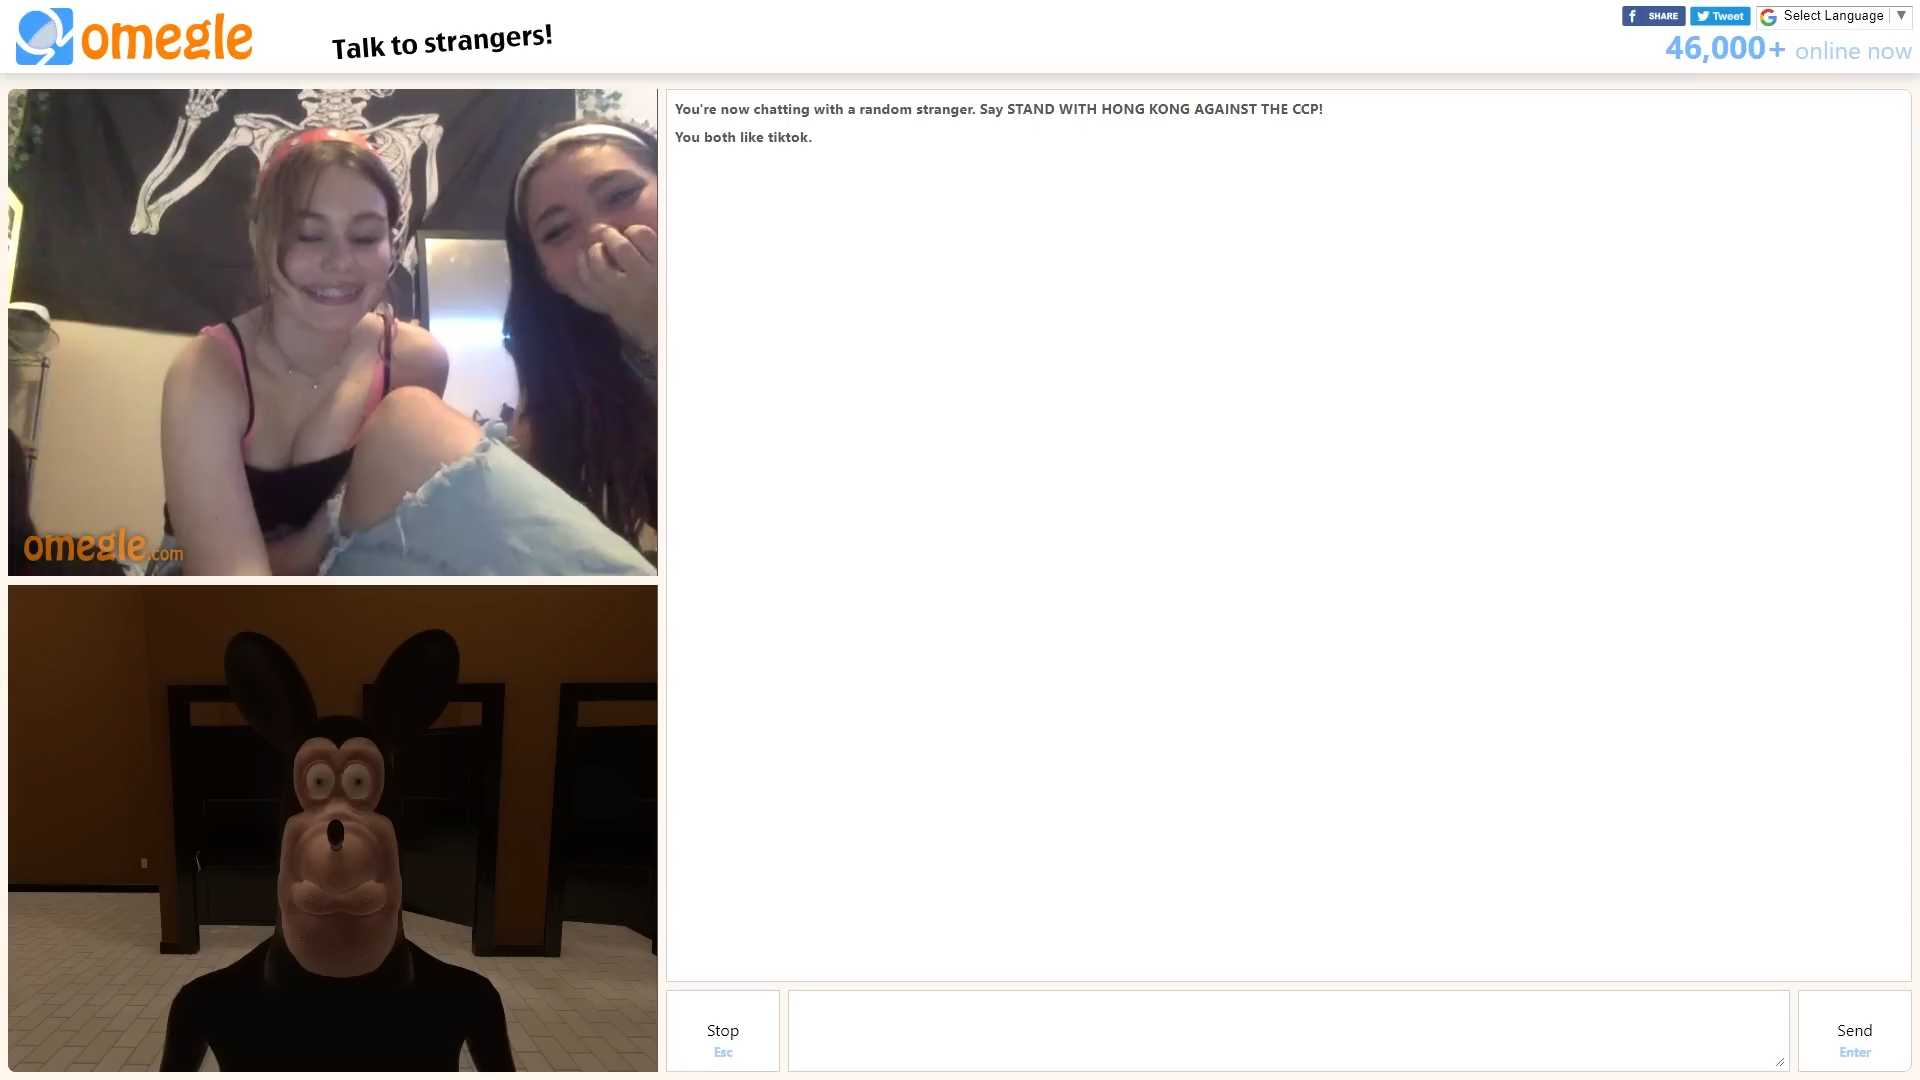 omegle
Talk to strangers!
SHARE
Tweet
Select Language
46,000+ online now
You're now chatting with a random stranger. Say STAND WITH HONG KONG AGAINST THE CCP!
You both like tiktok.
omegle.com
Stop
Esc
Send
Enter